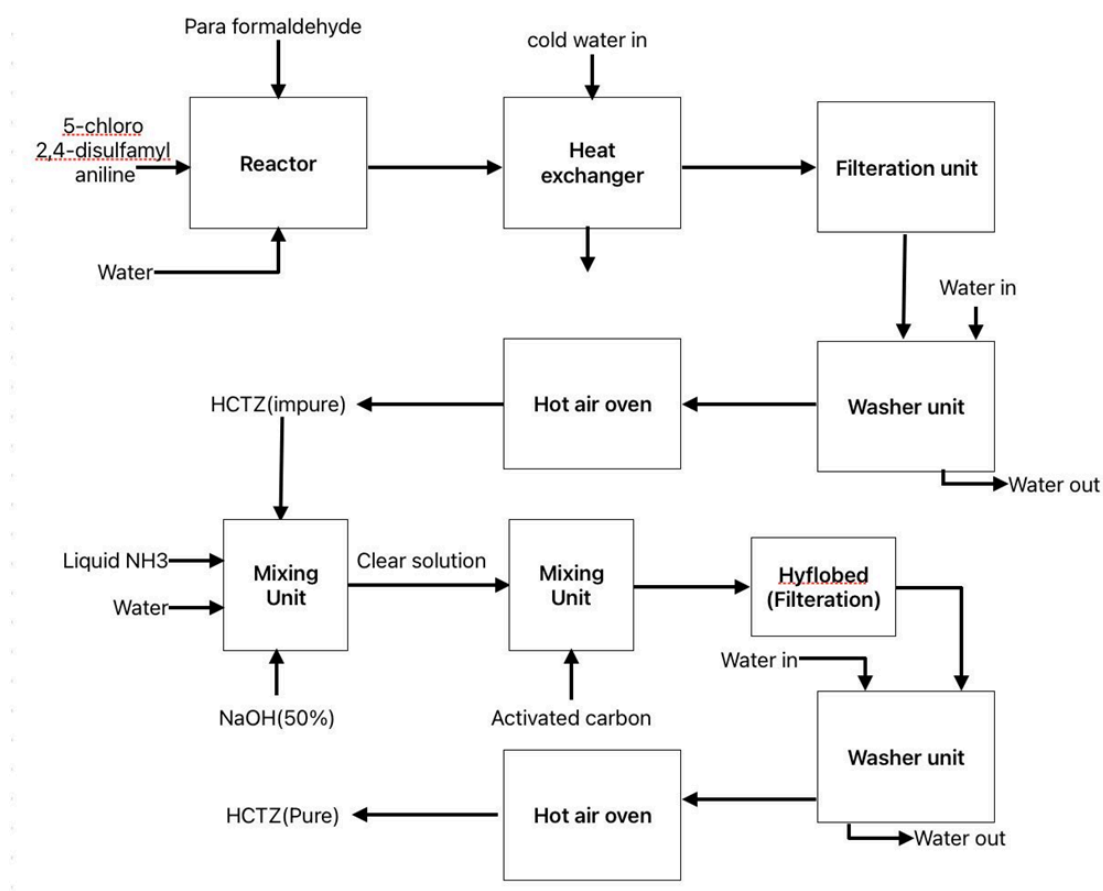 Para formaldehyde
cold water in
5-chloro
2,4-disulfamyl
aniline
Reactor
Heat
exchanger
Filteration unit
Water
Water in
HCTZ(impure)
Hot air oven
Washer unit
Water out
Liquid NH3
Water
Mixing
Unit
Clear solution
Mixing
Unit
Hyflobed
(Filteration)
NaOH(50%)
Activated carbon
Water in
Washer unit
HCTZ(Pure)
Hot air oven
Water out